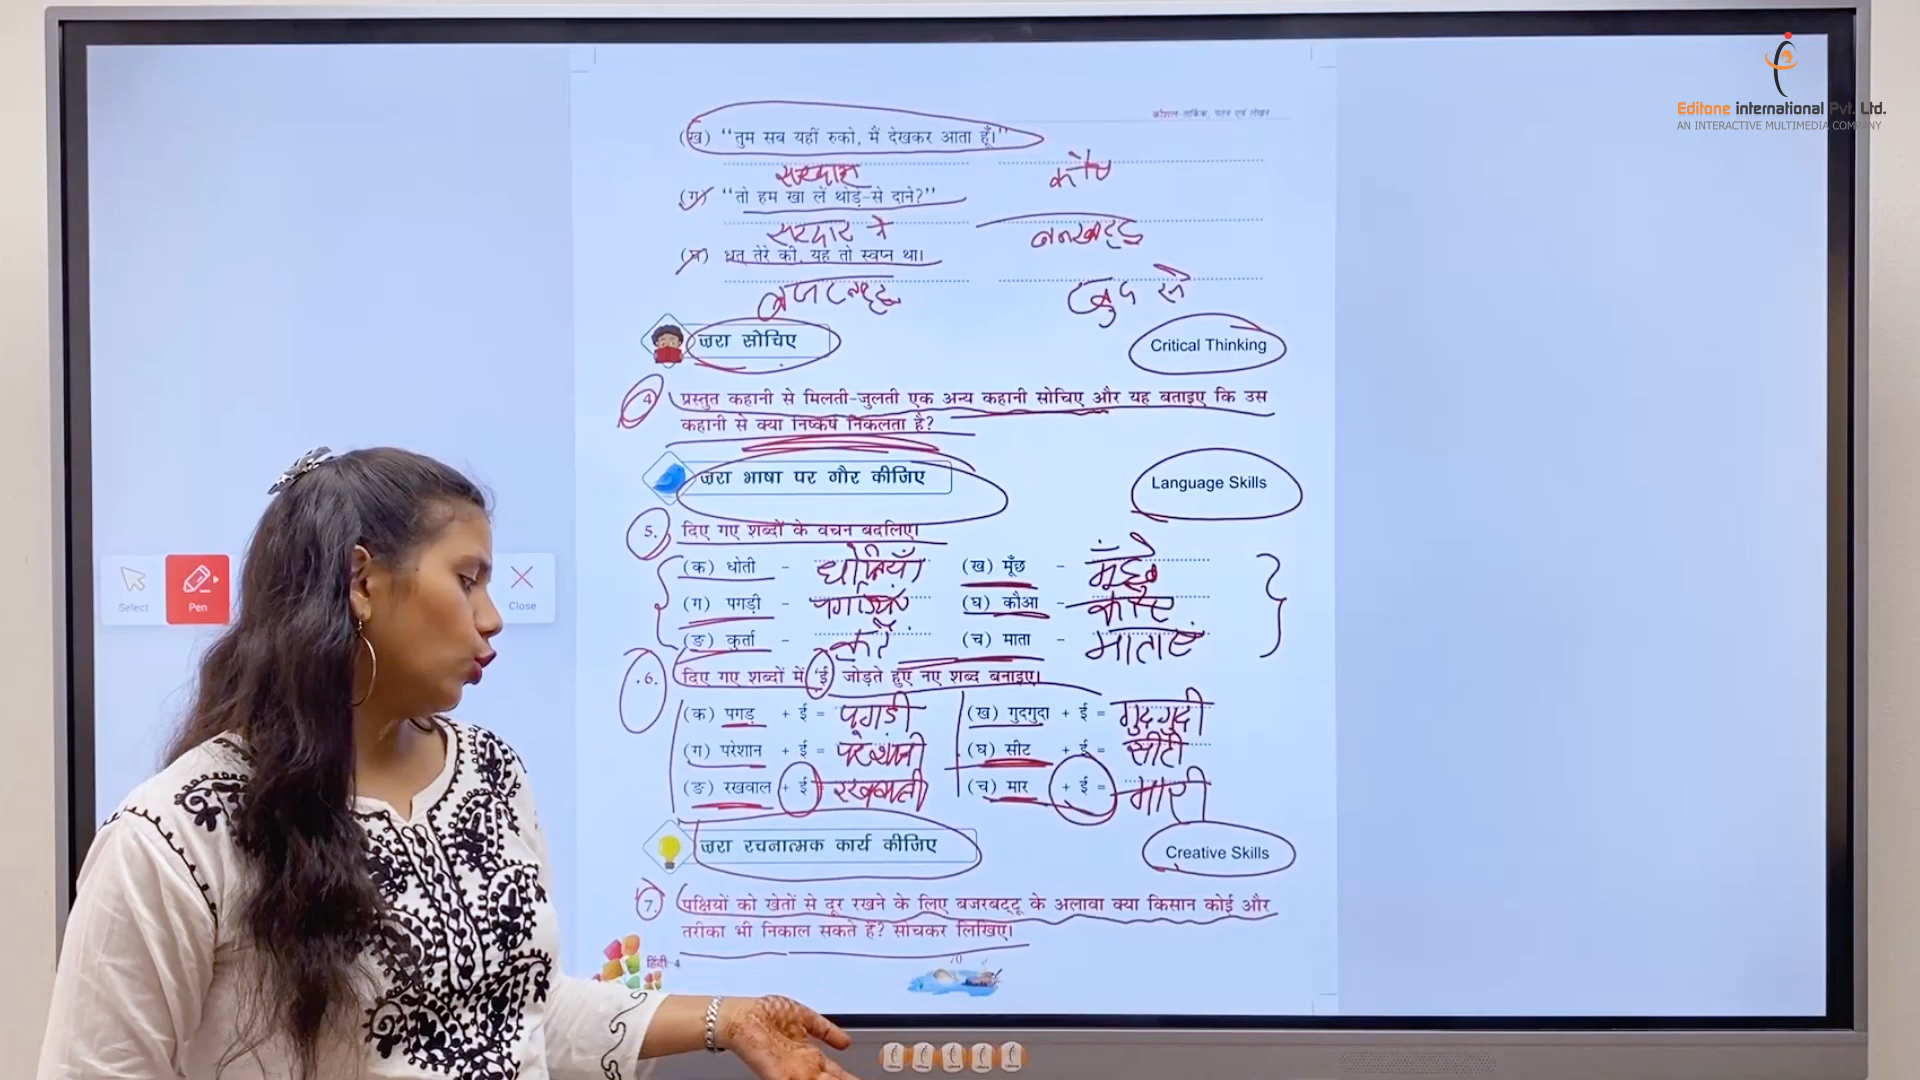 Editone international Pvt. Ltd.
AN INTERACTIVE MULTIMEDIA COMPANY
कौशल-तार्किक, पठन एवं लेखन
(ख) “तुम सब यहीं रुको, मैं देखकर आता हूँ।”
सरदार
(ग) “तो हम खा लें थोड़े-से दाने?”
सरदार ने
(घ) धत् तेरे की, यह तो स्वप्न था।
खुद से
ज़रा सोचिए
Critical Thinking
4. प्रस्तुत कहानी से मिलती-जुलती एक अन्य कहानी सोचिए और यह बताइए कि उस
कहानी से क्या निष्कर्ष निकलता है?
ज़रा भाषा पर गौर कीजिए
Language Skills
5. दिए गए शब्दों के वचन बदलिए।
(क) धोती - धोतियाँ (ख) मूँछ - मूँछें
(ग) पगड़ी - पगड़ियाँ (घ) कौआ - कौए
(ङ) कुर्ता - कुर्ते (च) माता - माताएं
6. दिए गए शब्दों में 'ई' जोड़ते हुए नए शब्द बनाइए।
(क) पगड़ + ई = पगड़ी (ख) गुदगुदा + ई = गुदगुदी
(ग) परेशान + ई = परेशानी (घ) सीट + ई = सीटी
(ङ) रखवाल + ई = रखवाली (च) मार + ई = मारी
ज़रा रचनात्मक कार्य कीजिए
Creative Skills
7. पक्षियों को खेतों से दूर रखने के लिए बजरबट्टू के अलावा क्या किसान कोई और
तरीका भी निकाल सकते हैं? सोचकर लिखिए।
हिंदी-4
70
Select
Pen
Close